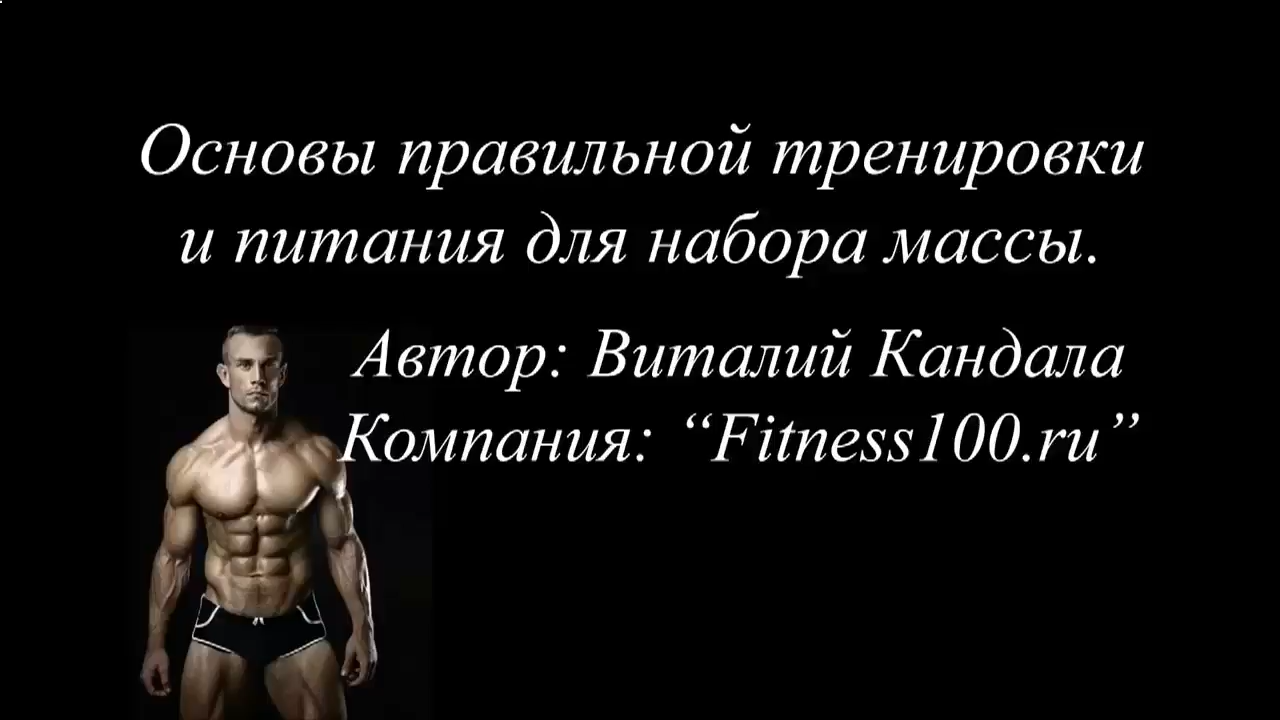 Основы правильной тренировки
и питания для набора массы.
Автор: Виталий Кандала
Компания: “Fitness100.ru”